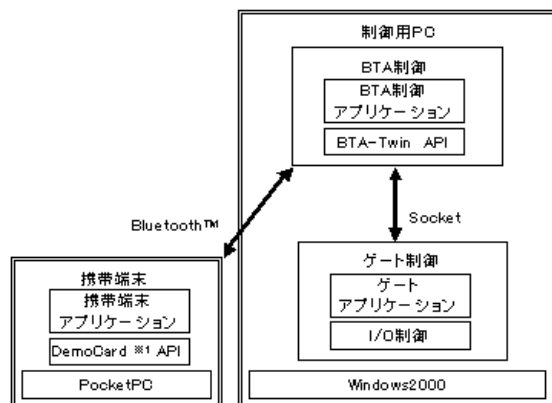 制御用PC
BTA制御
BTA制御
アプリケーション
BTA-Twin API
Bluetooth™
Socket
携帯端末
携帯端末
アプリケーション
DemoCard ※1 API
PocketPC
ゲート制御
ゲート
アプリケーション
I/O制御
Windows2000